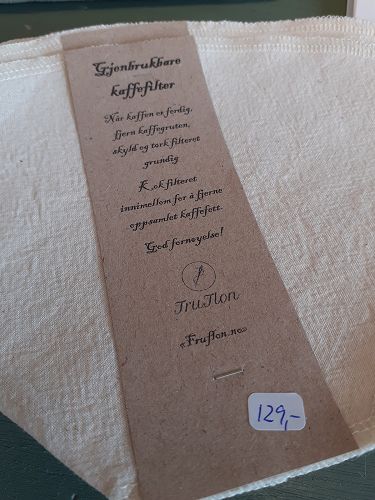 Gjenbrukbare
kaffefilter
Når kaffen er ferdig,
fjern kaffegruten,
skyld og tørk filteret
grundig
Kok filteret
innimellom for å fjerne
oppsamlet kaffefett.
God fornøyelse!
FruFlon
«Fruflon.no»
129,-